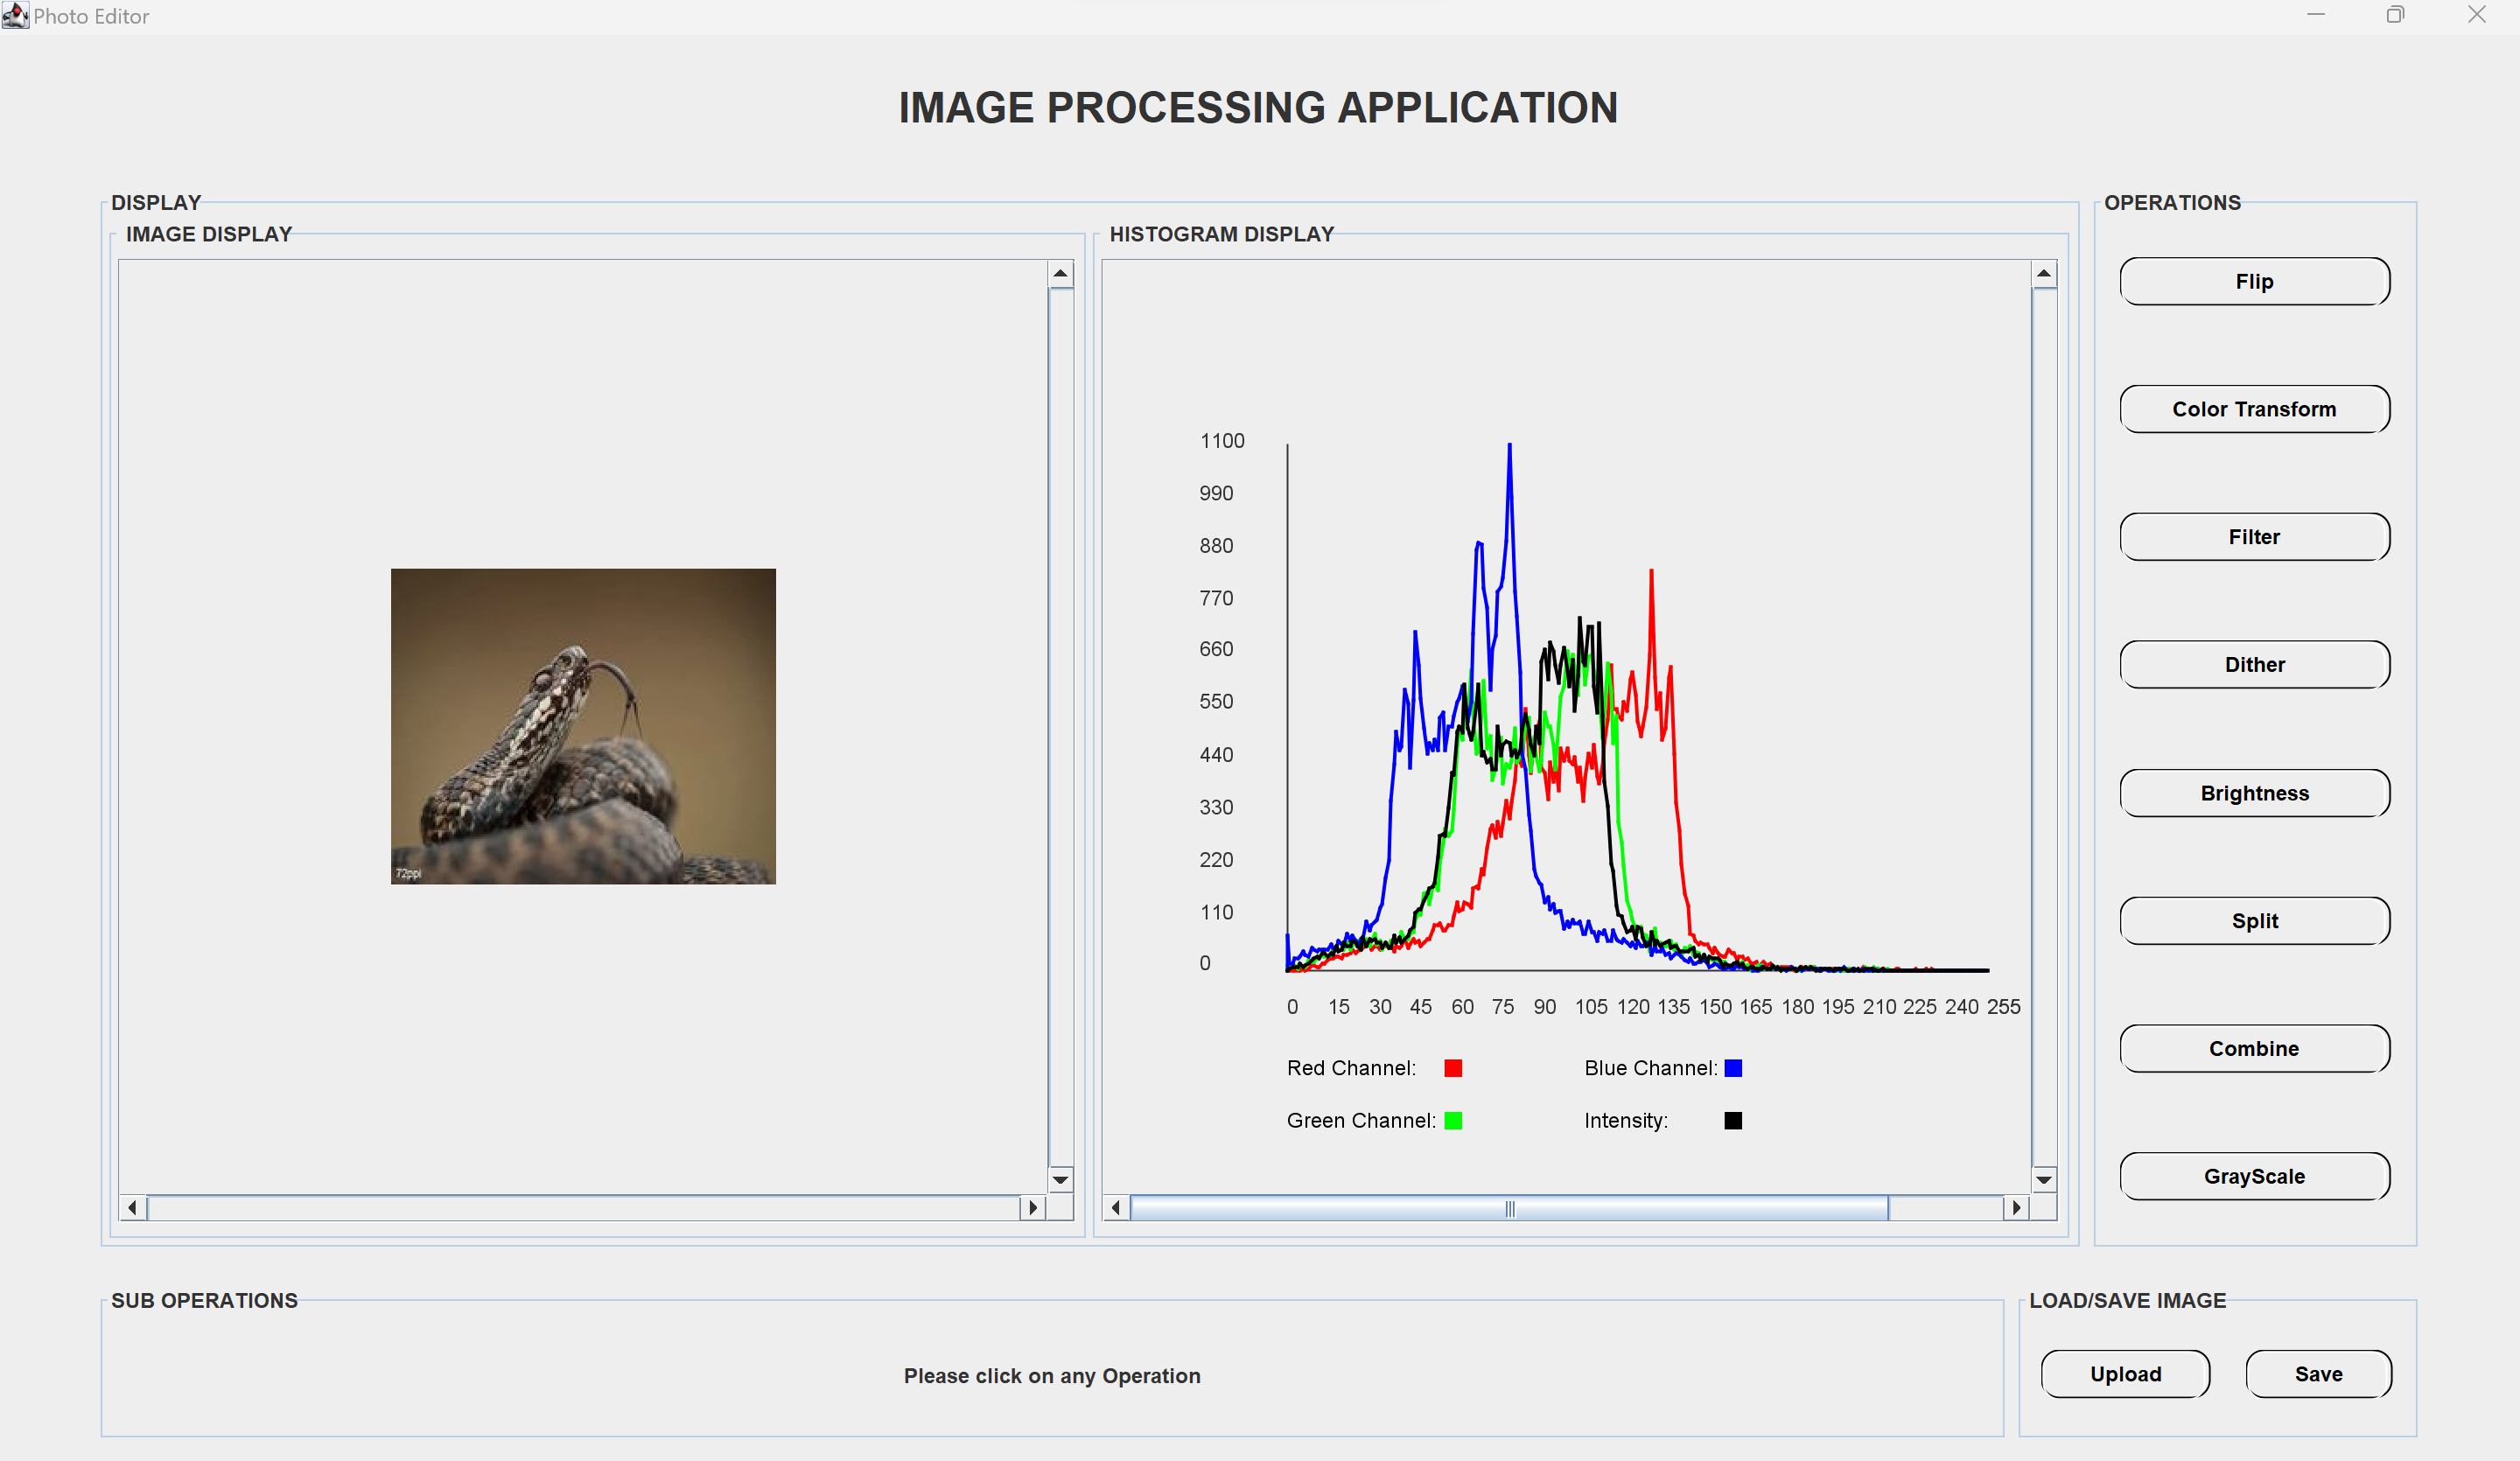 Photo Editor
IMAGE PROCESSING APPLICATION
DISPLAY
IMAGE DISPLAY
72ppi
HISTOGRAM DISPLAY
1100
990
880
770
660
550
440
330
220
110
0
0 15 30 45 60 75 90 105 120 135 150 165 180 195 210 225 240 255
Red Channel: Blue Channel:
Green Channel: Intensity:
OPERATIONS
Flip
Color Transform
Filter
Dither
Brightness
Split
Combine
GrayScale
SUB OPERATIONS
Please click on any Operation
LOAD/SAVE IMAGE
Upload Save